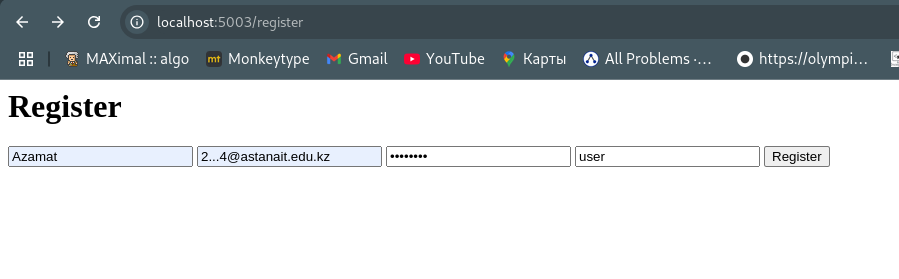 localhost:5003/register
MAXimal :: algo mt Monkeytype Gmail YouTube Карты All Problems ·... https://olympi...
Register
Azamat 2...4@astanait.edu.kz •••••••• user Register